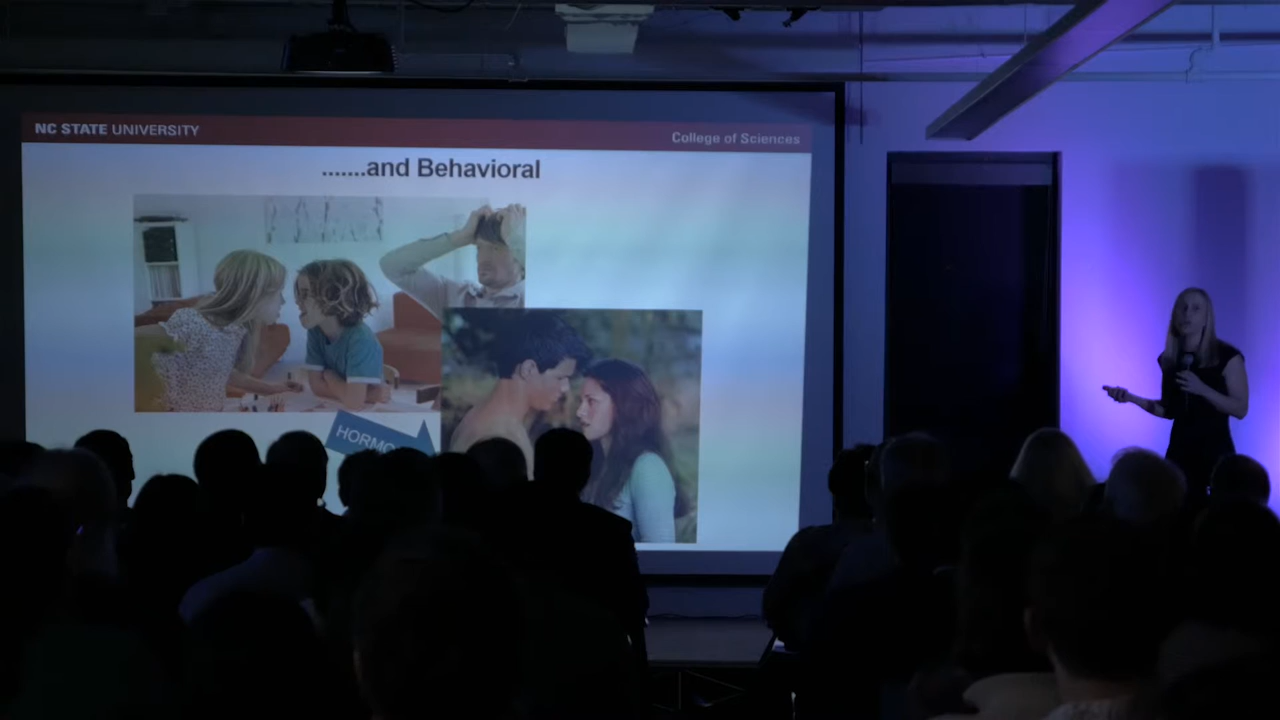 NC STATE UNIVERSITY
College of Sciences
.......and Behavioral